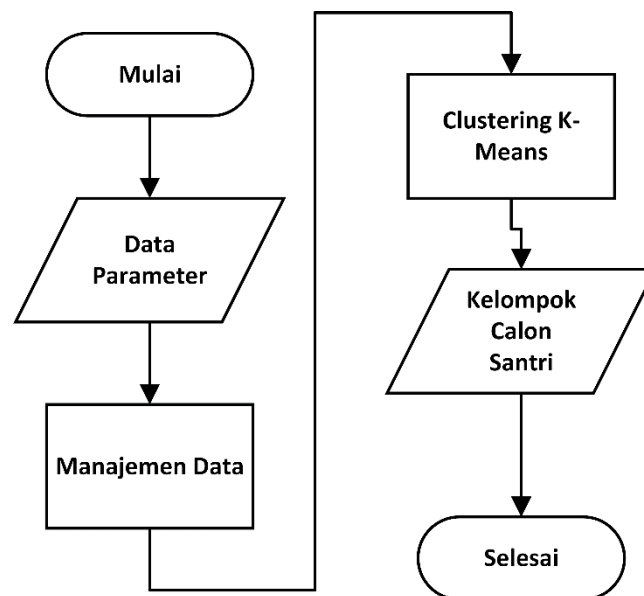 Mulai
Data
Parameter
Manajemen Data
Clustering K-
Means
Kelompok
Calon
Santri
Selesai